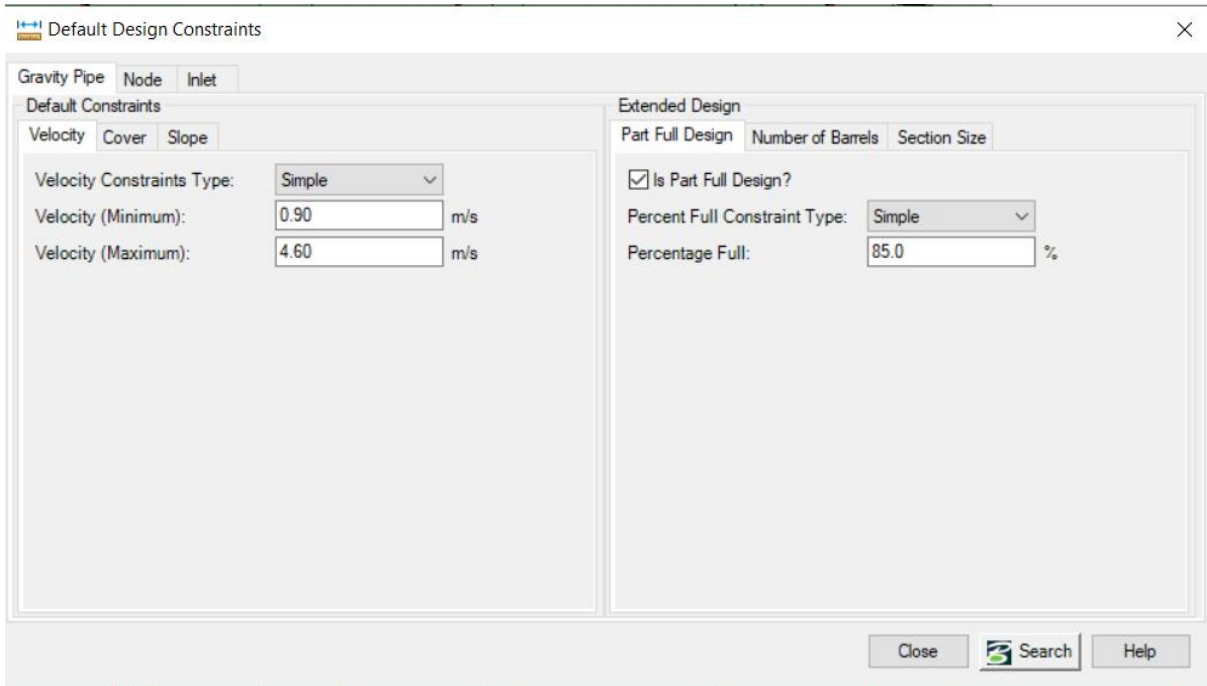 Default Design Constraints
Gravity Pipe Node Inlet
Default Constraints
Velocity Cover Slope
Velocity Constraints Type: Simple
Velocity (Minimum): 0.90 m/s
Velocity (Maximum): 4.60 m/s
Extended Design
Part Full Design Number of Barrels Section Size
Is Part Full Design?
Percent Full Constraint Type: Simple
Percentage Full: 85.0 %
Close Search Help